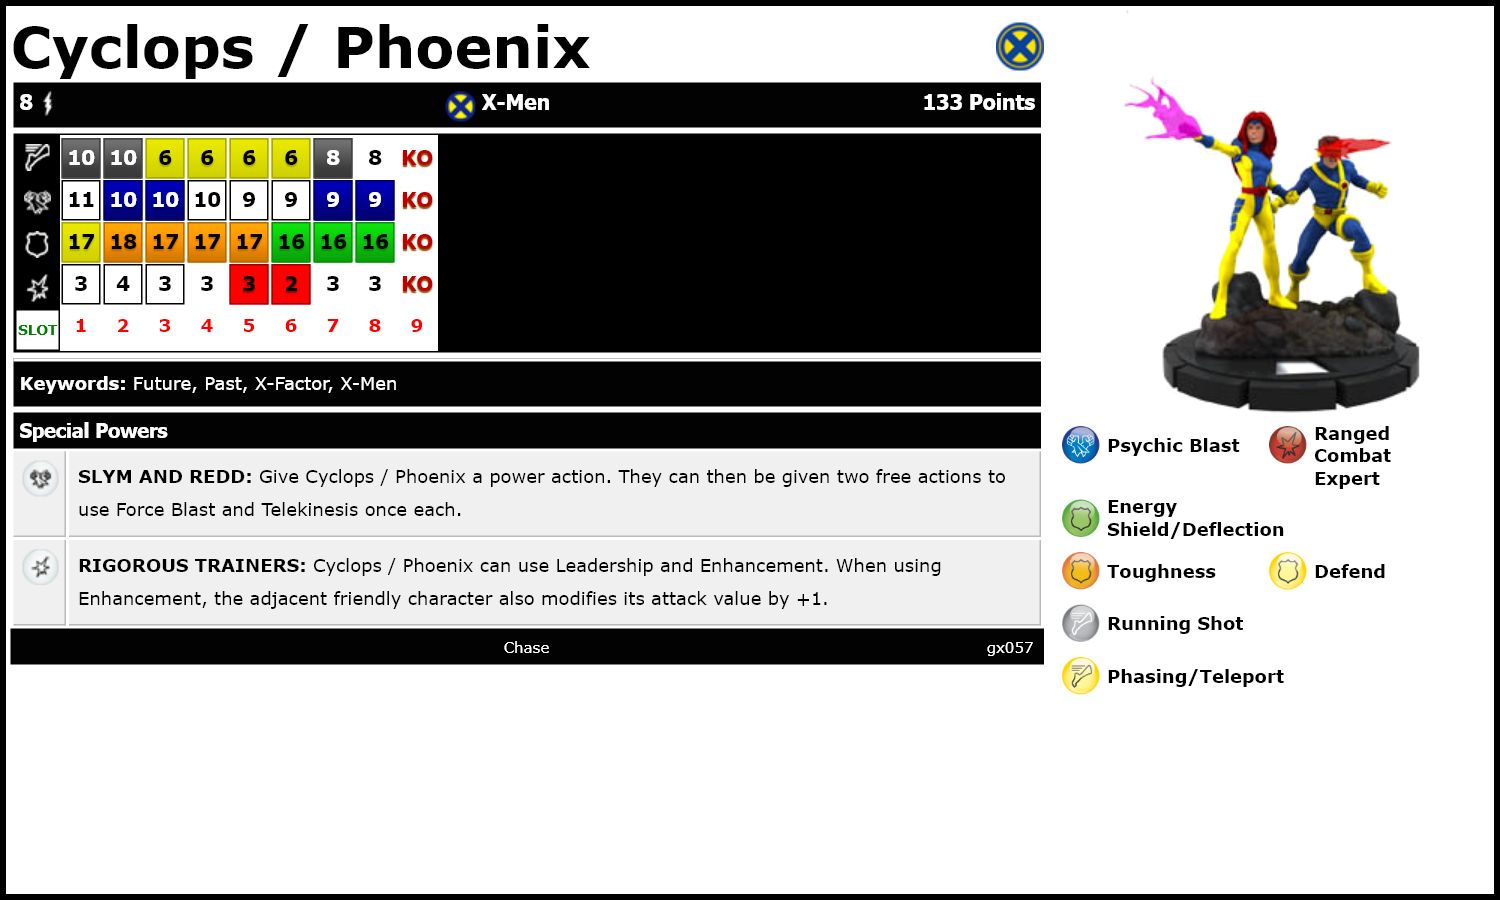 Cyclops / Phoenix
8 X-Men 133 Points
10 10 6 6 6 6 8 8 KO
11 10 10 10 9 9 9 9 KO
17 18 17 17 17 16 16 16 KO
3 4 3 3 3 2 3 3 KO
SLOT 1 2 3 4 5 6 7 8 9
Keywords: Future, Past, X-Factor, X-Men
Special Powers
SLYM AND REDD: Give Cyclops / Phoenix a power action. They can then be given two free actions to
use Force Blast and Telekinesis once each.
RIGOROUS TRAINERS: Cyclops / Phoenix can use Leadership and Enhancement. When using
Enhancement, the adjacent friendly character also modifies its attack value by +1.
Chase gx057
Psychic Blast
Ranged
Combat
Expert
Energy
Shield/Deflection
Toughness
Defend
Running Shot
Phasing/Teleport